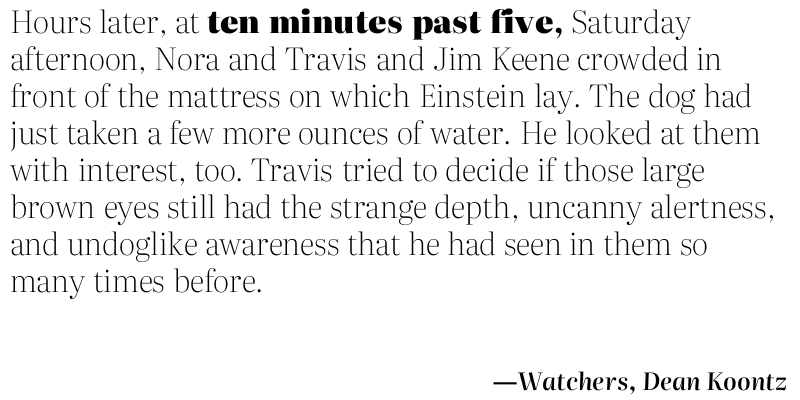 Hours later, at ten minutes past five, Saturday
afternoon, Nora and Travis and Jim Keene crowded in
front of the mattress on which Einstein lay. The dog had
just taken a few more ounces of water. He looked at them
with interest, too. Travis tried to decide if those large
brown eyes still had the strange depth, uncanny alertness,
and undoglike awareness that he had seen in them so
many times before.
—Watchers, Dean Koontz